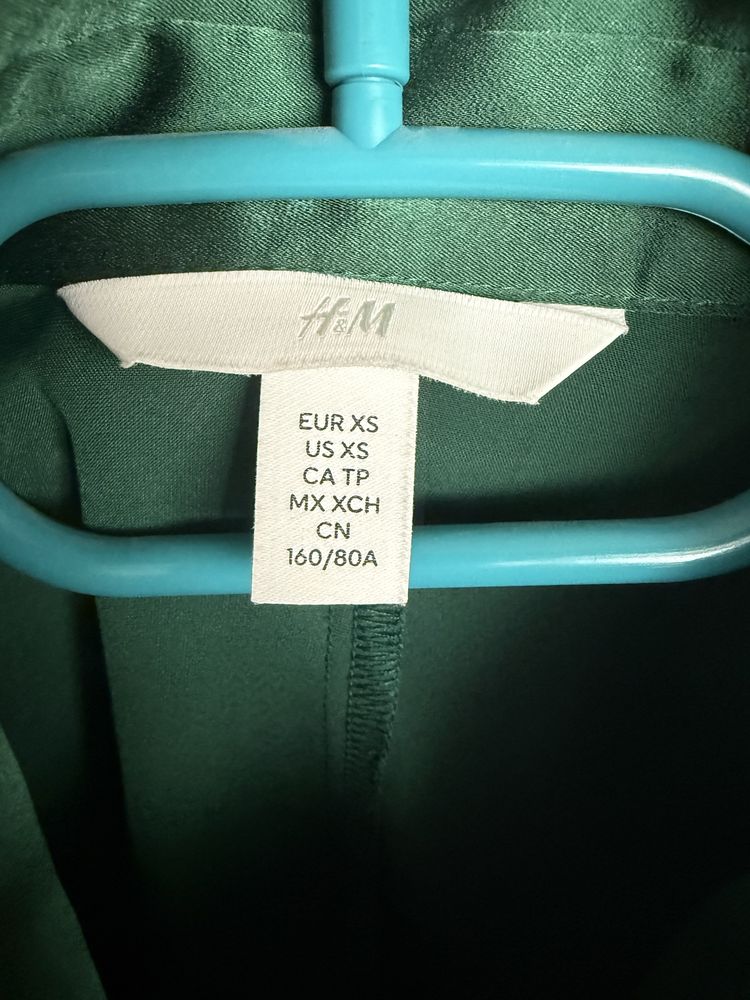 H&M
EUR XS
US XS
CA TP
MX XCH
CN
160/80A